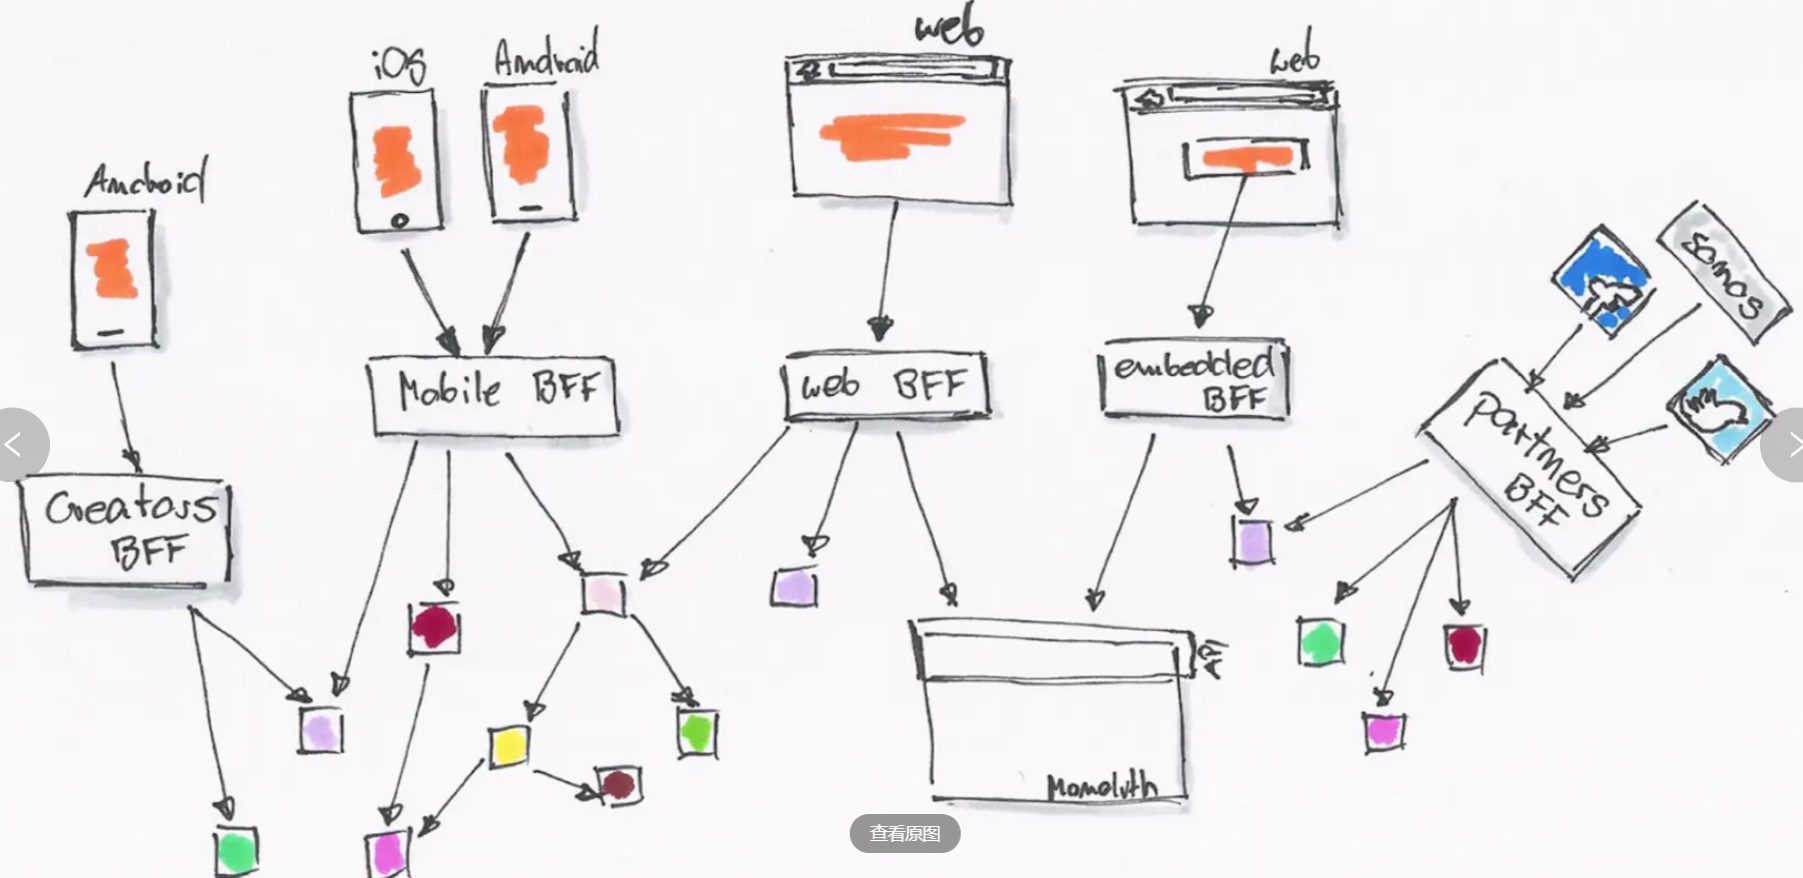 web
iOS
Android
web
Android
sonos
Mobile BFF
web BFF
embedded
BFF
partners
BFF
Creators
BFF
API
Monolith
查看原图